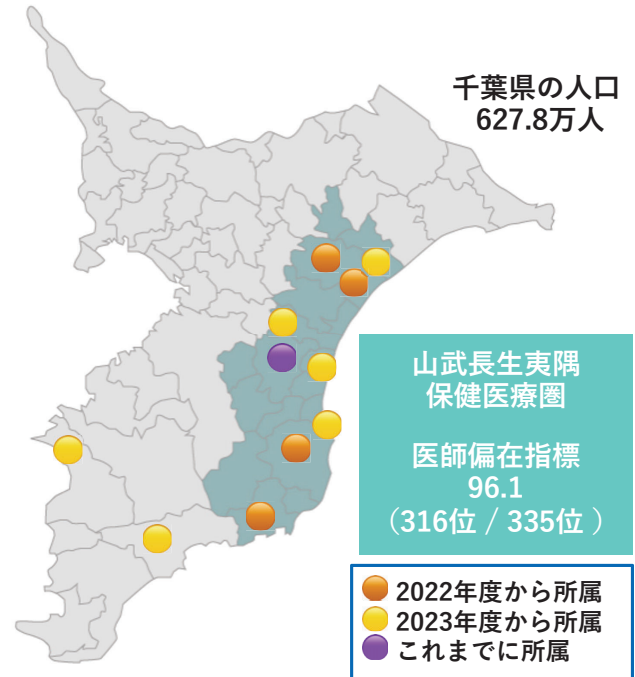 千葉県の人口
627.8万人
山武長生夷隅
保健医療圏
医師偏在指標
96.1
（316位 / 335位 ）
2022年度から所属
2023年度から所属
これまでに所属